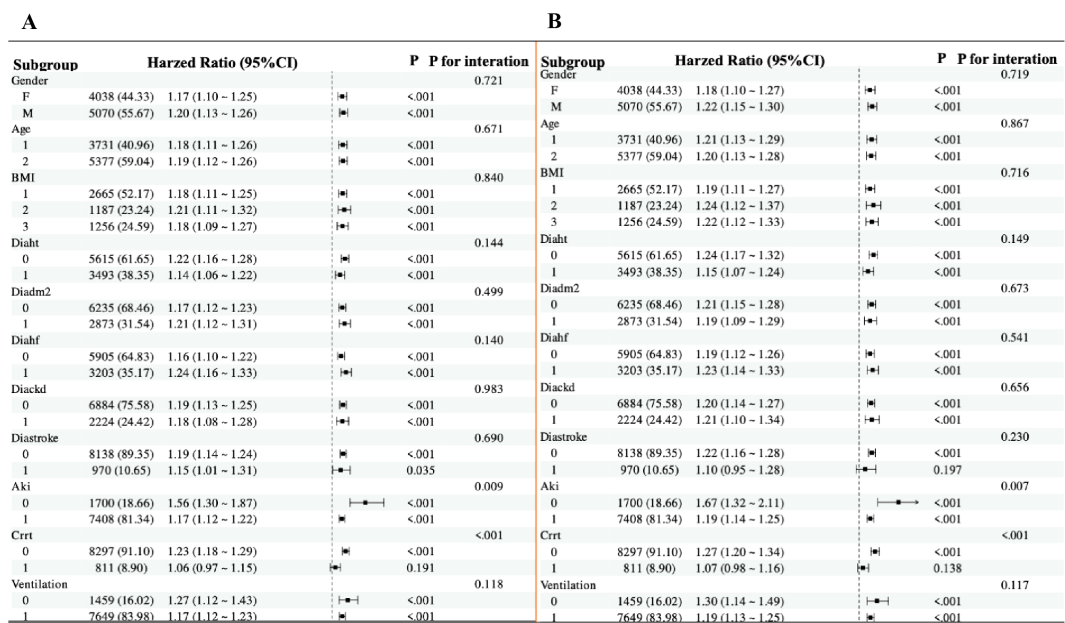 A
Subgroup Harzed Ratio (95%CI) P P for interation
Gender 0.721
F 4038 (44.33) 1.17 (1.10 ~ 1.25) <.001
M 5070 (55.67) 1.20 (1.13 ~ 1.26) <.001
Age 0.671
1 3731 (40.96) 1.18 (1.11 ~ 1.26) <.001
2 5377 (59.04) 1.19 (1.12 ~ 1.26) <.001
BMI 0.840
1 2665 (52.17) 1.18 (1.11 ~ 1.25) <.001
2 1187 (23.24) 1.21 (1.11 ~ 1.32) <.001
3 1256 (24.59) 1.18 (1.09 ~ 1.27) <.001
Diaht 0.144
0 5615 (61.65) 1.22 (1.16 ~ 1.28) <.001
1 3493 (38.35) 1.14 (1.06 ~ 1.22) <.001
Diadm2 0.499
0 6235 (68.46) 1.17 (1.12 ~ 1.23) <.001
1 2873 (31.54) 1.21 (1.12 ~ 1.31) <.001
Diahf 0.140
0 5905 (64.83) 1.16 (1.10 ~ 1.22) <.001
1 3203 (35.17) 1.24 (1.16 ~ 1.33) <.001
Diackd 0.983
0 6884 (75.58) 1.19 (1.13 ~ 1.25) <.001
1 2224 (24.42) 1.18 (1.08 ~ 1.28) <.001
Diastroke 0.690
0 8138 (89.35) 1.19 (1.14 ~ 1.24) <.001
1 970 (10.65) 1.15 (1.01 ~ 1.31) 0.035
Aki 0.009
0 1700 (18.66) 1.56 (1.30 ~ 1.87) <.001
1 7408 (81.34) 1.17 (1.12 ~ 1.22) <.001
Crrt <.001
0 8297 (91.10) 1.23 (1.18 ~ 1.29) <.001
1 811 (8.90) 1.06 (0.97 ~ 1.15) 0.191
Ventilation 0.118
0 1459 (16.02) 1.27 (1.12 ~ 1.43) <.001
1 7649 (83.98) 1.17 (1.12 ~ 1.23) <.001
B
Subgroup Harzed Ratio (95%CI) P P for interation
Gender 0.719
F 4038 (44.33) 1.18 (1.10 ~ 1.27) <.001
M 5070 (55.67) 1.22 (1.15 ~ 1.30) <.001
Age 0.867
1 3731 (40.96) 1.21 (1.13 ~ 1.29) <.001
2 5377 (59.04) 1.20 (1.13 ~ 1.28) <.001
BMI 0.716
1 2665 (52.17) 1.19 (1.11 ~ 1.27) <.001
2 1187 (23.24) 1.24 (1.12 ~ 1.37) <.001
3 1256 (24.59) 1.22 (1.12 ~ 1.33) <.001
Diaht 0.149
0 5615 (61.65) 1.24 (1.17 ~ 1.32) <.001
1 3493 (38.35) 1.15 (1.07 ~ 1.24) <.001
Diadm2 0.673
0 6235 (68.46) 1.21 (1.15 ~ 1.28) <.001
1 2873 (31.54) 1.19 (1.09 ~ 1.29) <.001
Diahf 0.541
0 5905 (64.83) 1.19 (1.12 ~ 1.26) <.001
1 3203 (35.17) 1.23 (1.14 ~ 1.33) <.001
Diackd 0.656
0 6884 (75.58) 1.20 (1.14 ~ 1.27) <.001
1 2224 (24.42) 1.21 (1.10 ~ 1.34) <.001
Diastroke 0.230
0 8138 (89.35) 1.22 (1.16 ~ 1.28) <.001
1 970 (10.65) 1.10 (0.95 ~ 1.28) 0.197
Aki 0.007
0 1700 (18.66) 1.67 (1.32 ~ 2.11) <.001
1 7408 (81.34) 1.19 (1.14 ~ 1.25) <.001
Crrt <.001
0 8297 (91.10) 1.27 (1.20 ~ 1.34) <.001
1 811 (8.90) 1.07 (0.98 ~ 1.16) 0.138
Ventilation 0.117
0 1459 (16.02) 1.30 (1.14 ~ 1.49) <.001
1 7649 (83.98) 1.19 (1.13 ~ 1.25) <.001